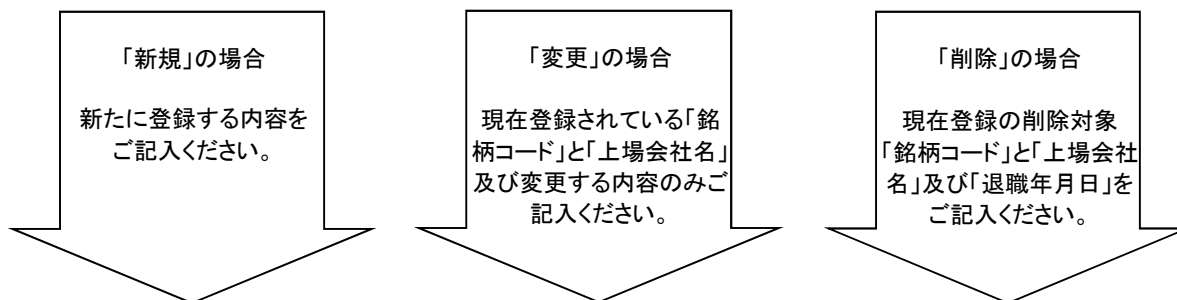 「新規」の場合
新たに登録する内容を
ご記入ください。
「変更」の場合
現在登録されている「銘
柄コード」と「上場会社名」
及び変更する内容のみご
記入ください。
「削除」の場合
現在登録の削除対象
「銘柄コード」と「上場会社
名」及び「退職年月日」を
ご記入ください。